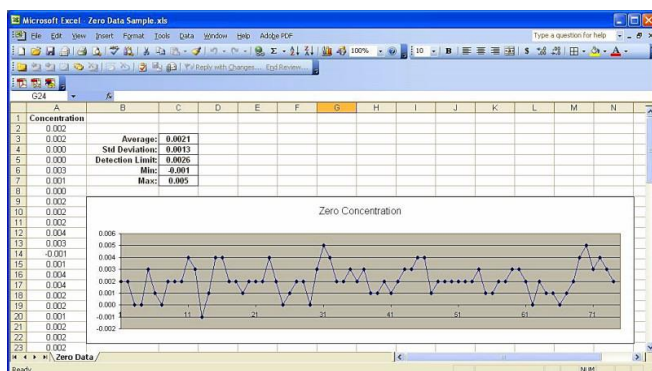 Microsoft Excel - Zero Data Sample.xls
File Edit View Insert Format Tools Data Window Help Adobe PDF Type a question for help
100% 10 B $ % A
Reply with Changes... End Review...
G24 fx
A B C D E F G H I J K L M N
1 Concentration
2 0.002
3 0.002 Average: 0.0021
4 0.000 Std Deviation: 0.0013
5 0.000 Detection Limit: 0.0026
6 0.003 Min: -0.001
7 0.001 Max: 0.005
8 0.000
9 0.002
10 0.002
11 0.002
12 0.004
13 0.003
14 -0.001
15 0.001
16 0.004
17 0.004
18 0.002
19 0.002
20 0.001
21 0.002
22 0.002
23 0.002
Zero Concentration
0.006
0.005
0.004
0.003
0.002
0.001
0.000
-0.001
-0.002
1 11 21 31 41 51 61 71
Zero Data
Ready NUM